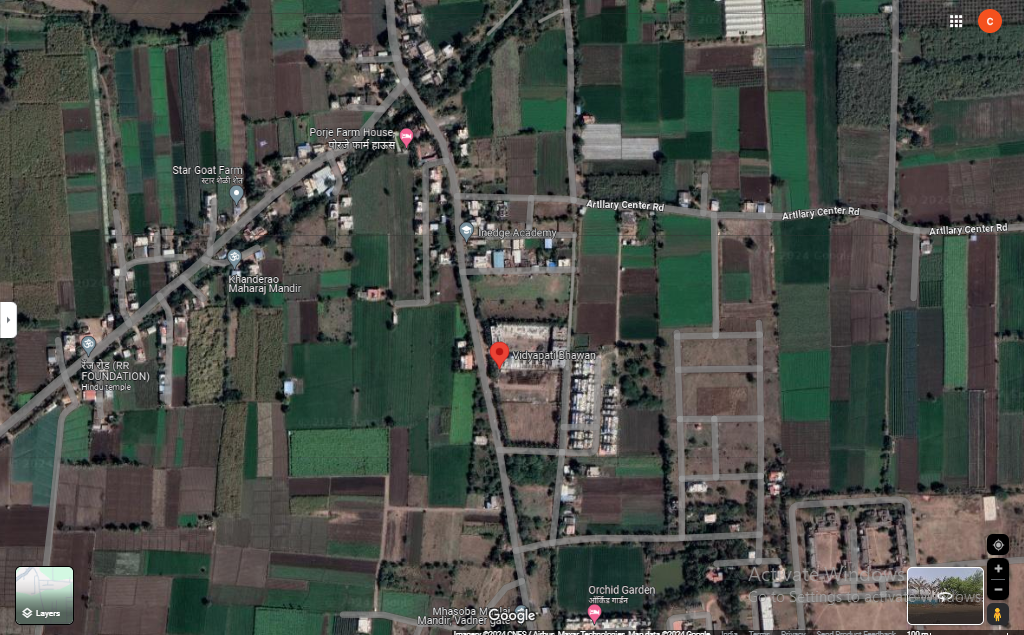 C
Porje Farm House,
पोरजे फार्म हाऊस
Star Goat Farm
स्टार शेळी शेत
Artllary Center Rd
Artllary Center Rd
Artllary Center Rd
Inedge Academy
Khanderao
Maharaj Mandir
Vidyapati Bhawan
रेंज रोड़ (RR
FOUNDATION)
Hindu temple
Orchid Garden
ऑर्किड गार्डन
Activate Windows
Go to Settings to activate Windows.
Layers
Mhasoba
Mandir, Vadner gate
Google
Imagery ©2024 CNES / Airbus, Maxar Technologies, Map data ©2024 Google
India
Terms
Privacy
Send Product Feedback
100 m